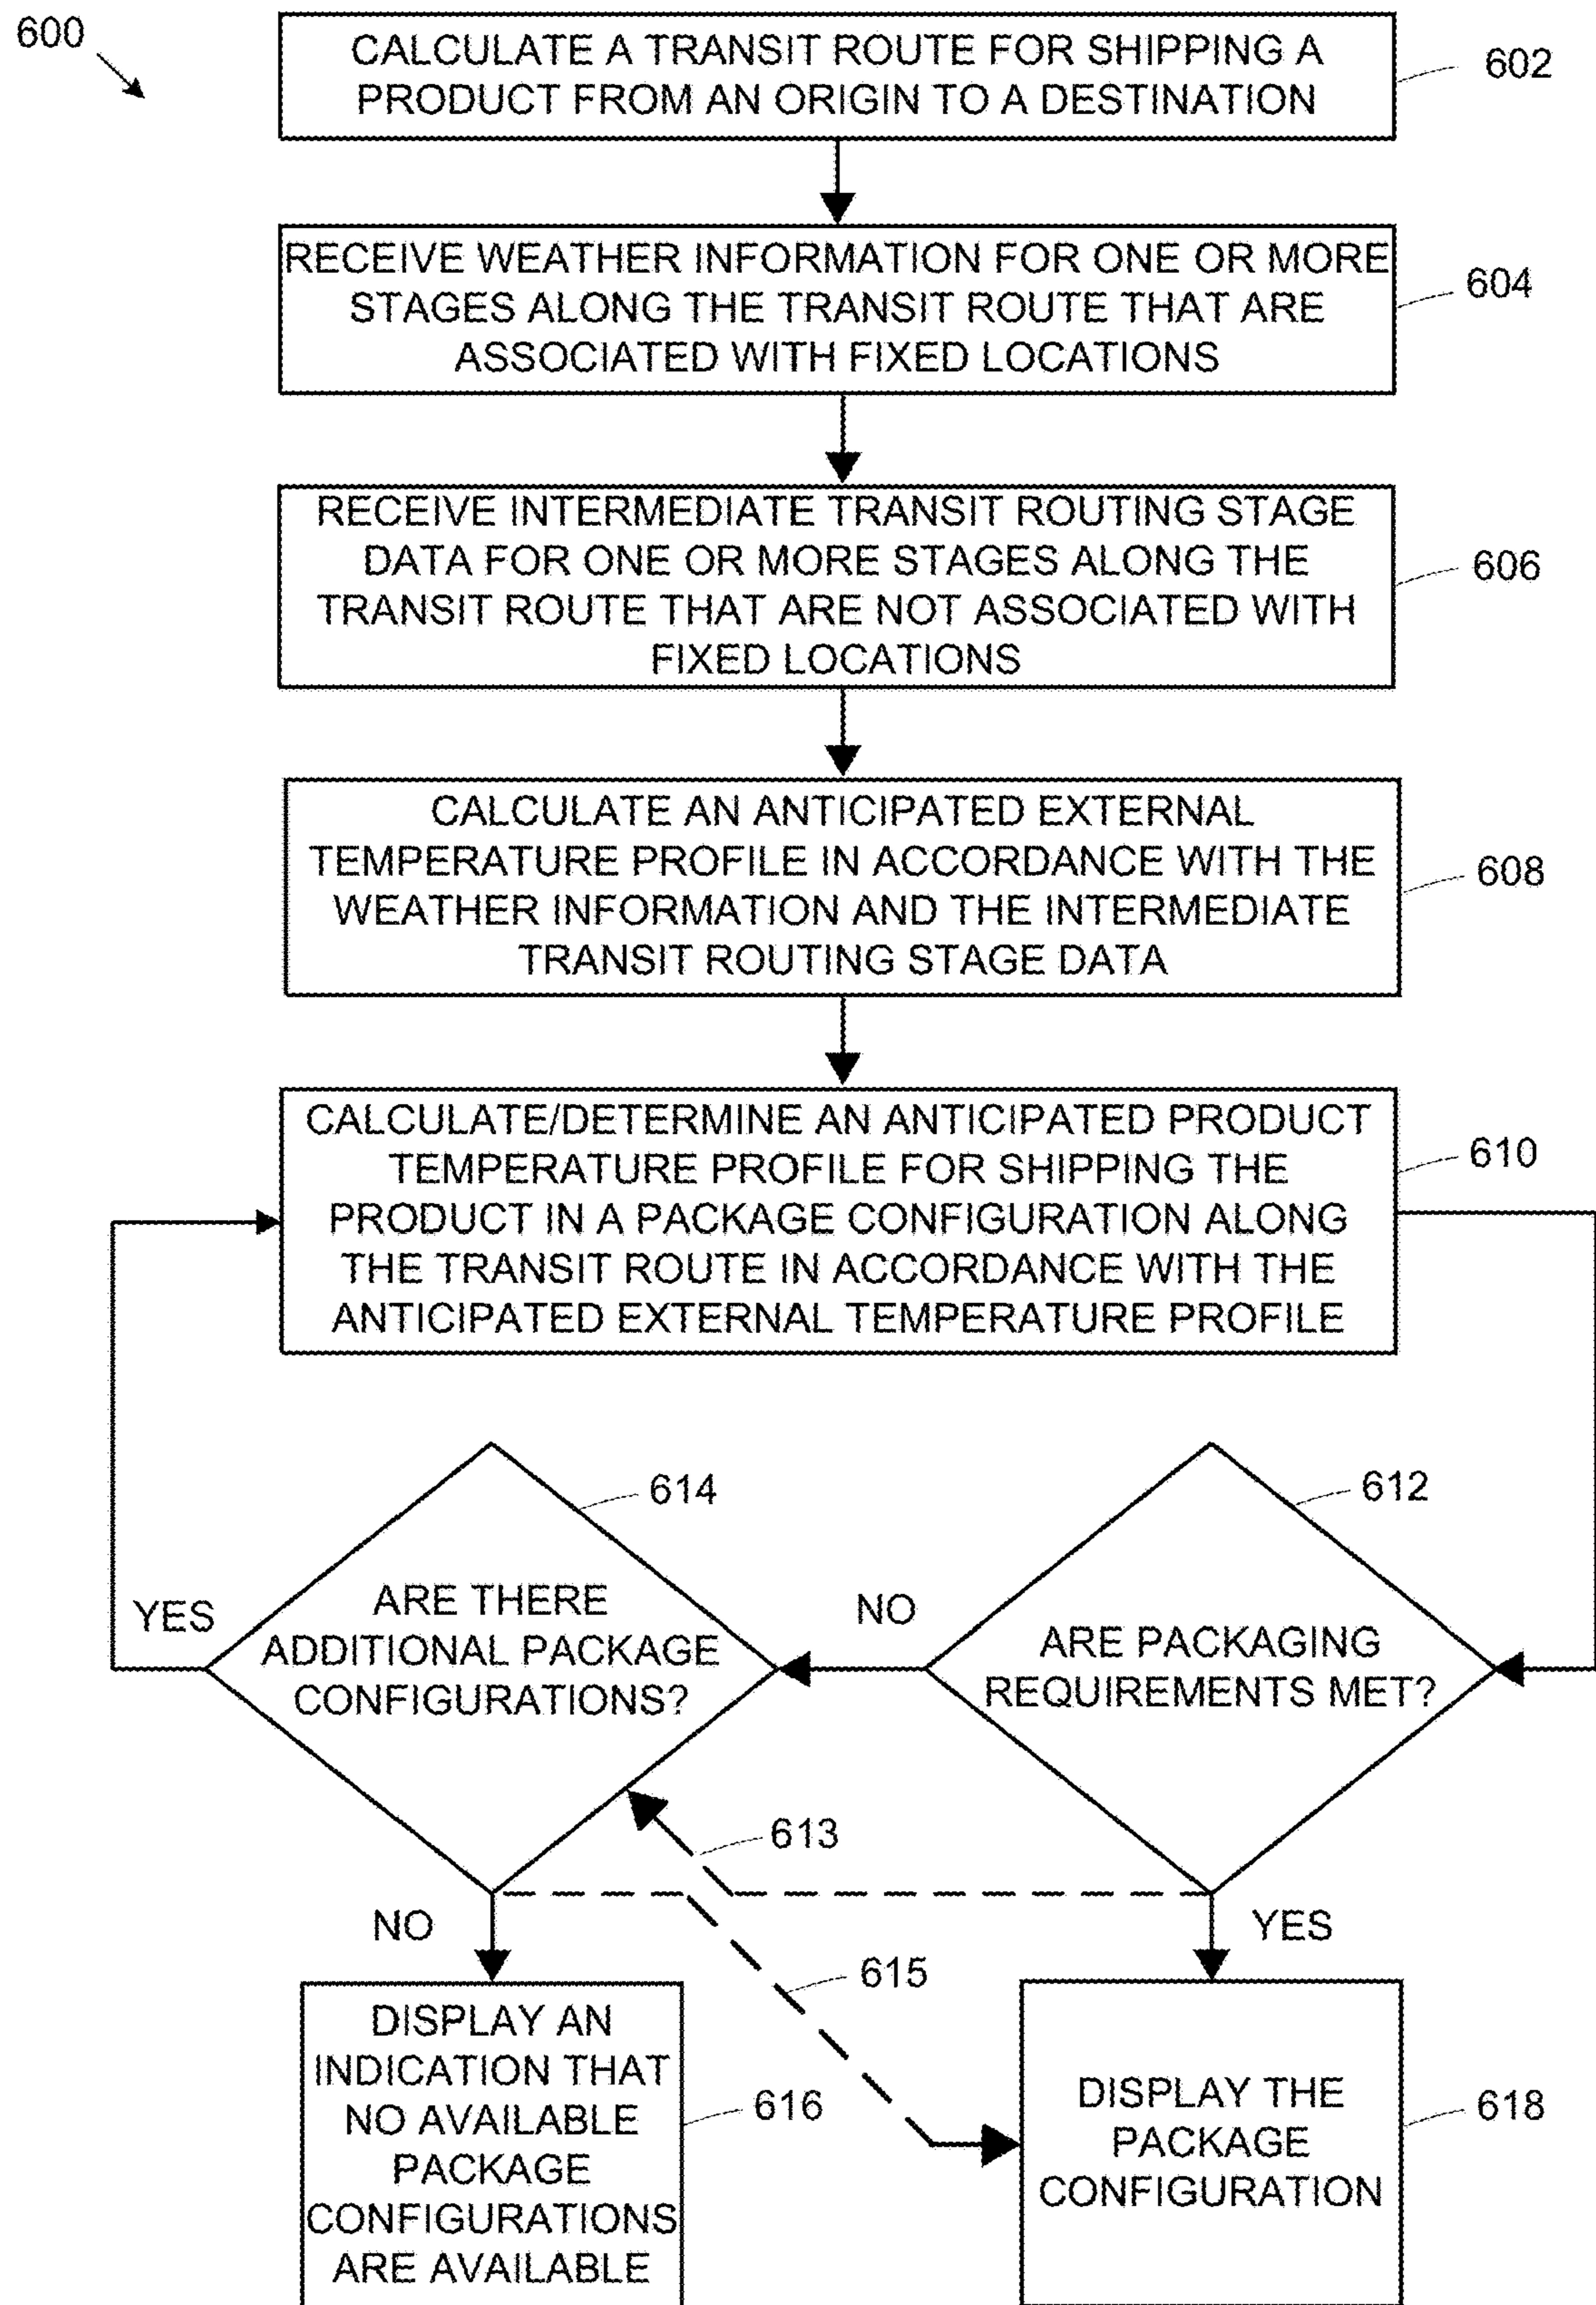 600
CALCULATE A TRANSIT ROUTE FOR SHIPPING A
PRODUCT FROM AN ORIGIN TO A DESTINATION
602
RECEIVE WEATHER INFORMATION FOR ONE OR MORE
STAGES ALONG THE TRANSIT ROUTE THAT ARE
ASSOCIATED WITH FIXED LOCATIONS
604
RECEIVE INTERMEDIATE TRANSIT ROUTING STAGE
DATA FOR ONE OR MORE STAGES ALONG THE
TRANSIT ROUTE THAT ARE NOT ASSOCIATED WITH
FIXED LOCATIONS
606
CALCULATE AN ANTICIPATED EXTERNAL
TEMPERATURE PROFILE IN ACCORDANCE WITH THE
WEATHER INFORMATION AND THE INTERMEDIATE
TRANSIT ROUTING STAGE DATA
608
CALCULATE/DETERMINE AN ANTICIPATED PRODUCT
TEMPERATURE PROFILE FOR SHIPPING THE
PRODUCT IN A PACKAGE CONFIGURATION ALONG
THE TRANSIT ROUTE IN ACCORDANCE WITH THE
ANTICIPATED EXTERNAL TEMPERATURE PROFILE
610
614
612
YES
ARE THERE
ADDITIONAL PACKAGE
CONFIGURATIONS?
NO
ARE PACKAGING
REQUIREMENTS MET?
613
NO
YES
615
DISPLAY AN
INDICATION THAT
NO AVAILABLE
PACKAGE
CONFIGURATIONS
ARE AVAILABLE
616
DISPLAY THE
PACKAGE
CONFIGURATION
618